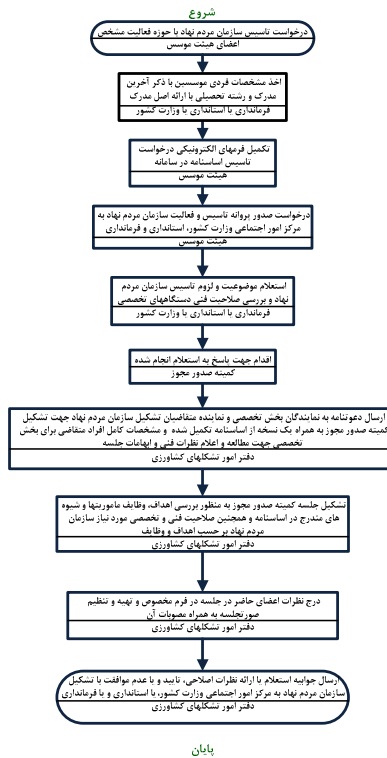 شروع
درخواست تاسیس سازمان مردم نهاد با حوزه فعالیت مشخص
اعضای هیئت موسس
اخذ مشخصات فردی موسسین با ذکر آخرین
مدرک و رشته تحصیلی با ارائه اصل مدرک
فرمانداری یا استانداری یا وزارت کشور
تکمیل فرمهای الکترونیکی درخواست
تاسیس اساسنامه در سامانه
هیئت موسس
درخواست صدور پروانه تاسیس و فعالیت سازمان مردم نهاد به
مرکز امور اجتماعی وزارت کشور، استانداری و فرمانداری
هیئت موسس
استعلام موضوعیت و لزوم تاسیس سازمان مردم
نهاد و بررسی صلاحیت فنی دستگاههای تخصصی
فرمانداری یا استانداری یا وزارت کشور
اقدام جهت پاسخ به استعلام انجام شده
کمیته صدور مجوز
ارسال دعوتنامه به نمایندگان بخش تخصصی و نماینده متقاضیان تشکیل سازمان مردم نهاد جهت تشکیل
کمیته صدور مجوز به همراه یک نسخه از اساسنامه تکمیل شده و مشخصات کامل افراد متقاضی برای بخش
تخصصی جهت مطالعه و اعلام نظرات فنی و ابهامات جلسه
دفتر امور تشکلهای کشاورزی
تشکیل جلسه کمیته صدور مجوز به منظور بررسی اهداف، وظایف ماموریتها و شیوه
های مندرج در اساسنامه و همچنین صلاحیت فنی و تخصصی مورد نیاز سازمان
مردم نهاد بر حسب اهداف و وظایف
دفتر امور تشکلهای کشاورزی
درج نظرات اعضای حاضر در جلسه در فرم مخصوص و تهیه و تنظیم
صورتجلسه به همراه مصوبات آن
دفتر امور تشکلهای کشاورزی
ارسال جوابیه استعلام با ارائه نظرات اصلاحی، تایید و یا عدم موافقت با تشکیل
سازمان مردم نهاد به مرکز امور اجتماعی وزارت کشور، یا استانداری و یا فرمانداری
دفتر امور تشکلهای کشاورزی
پایان